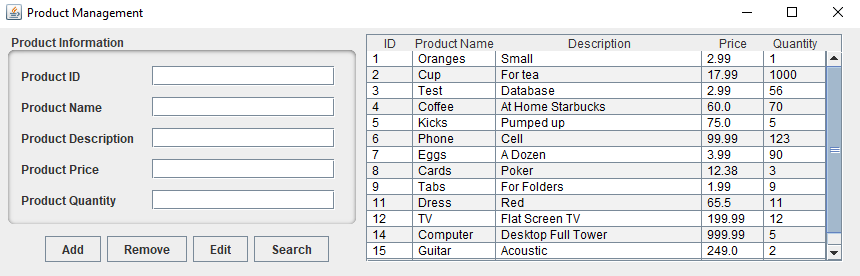 Product Management
Product Information
Product ID
Product Name
Product Description
Product Price
Product Quantity
Add Remove Edit Search
ID Product Name Description Price Quantity
1 Oranges Small 2.99 1
2 Cup For tea 17.99 1000
3 Test Database 2.99 56
4 Coffee At Home Starbucks 60.0 70
5 Kicks Pumped up 75.0 5
6 Phone Cell 99.99 123
7 Eggs A Dozen 3.99 90
8 Cards Poker 12.38 3
9 Tabs For Folders 1.99 9
11 Dress Red 65.5 11
12 TV Flat Screen TV 199.99 12
14 Computer Desktop Full Tower 999.99 5
15 Guitar Acoustic 249.0 2